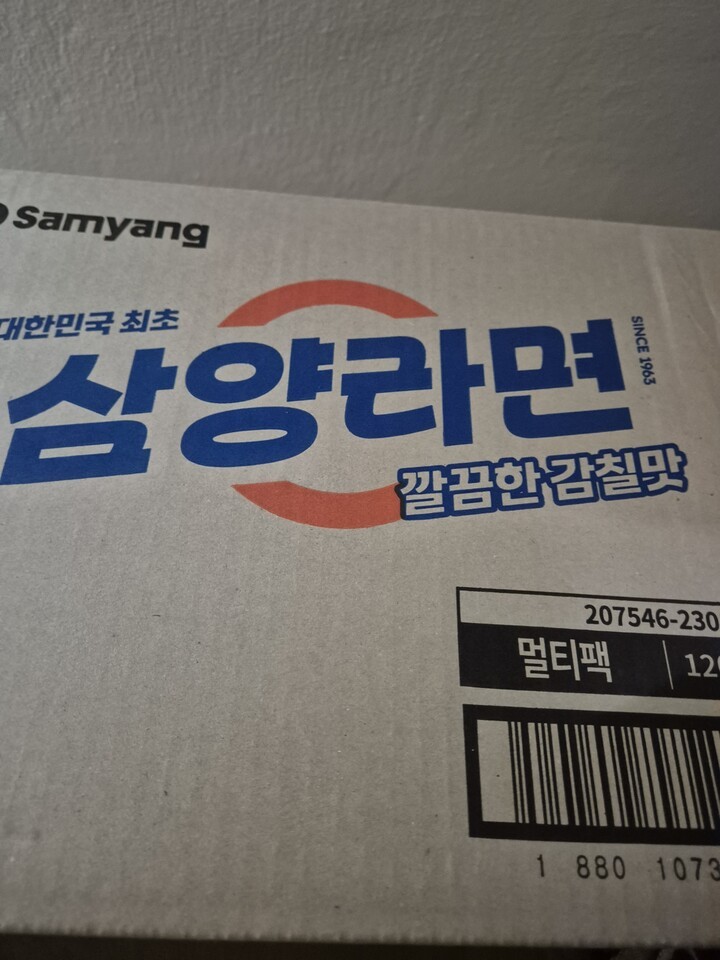 samyang
대한민국 최초
삼양라면
SINCE 1963
깔끔한 감칠맛
207546-230
멀티팩
1 880 1073